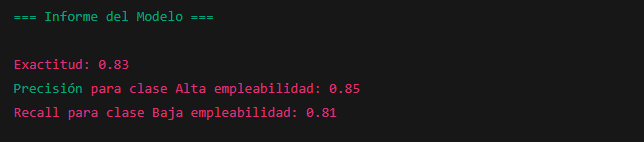 === Informe del Modelo ===
Exactitud: 0.83
Precisión para clase Alta empleabilidad: 0.85
Recall para clase Baja empleabilidad: 0.81